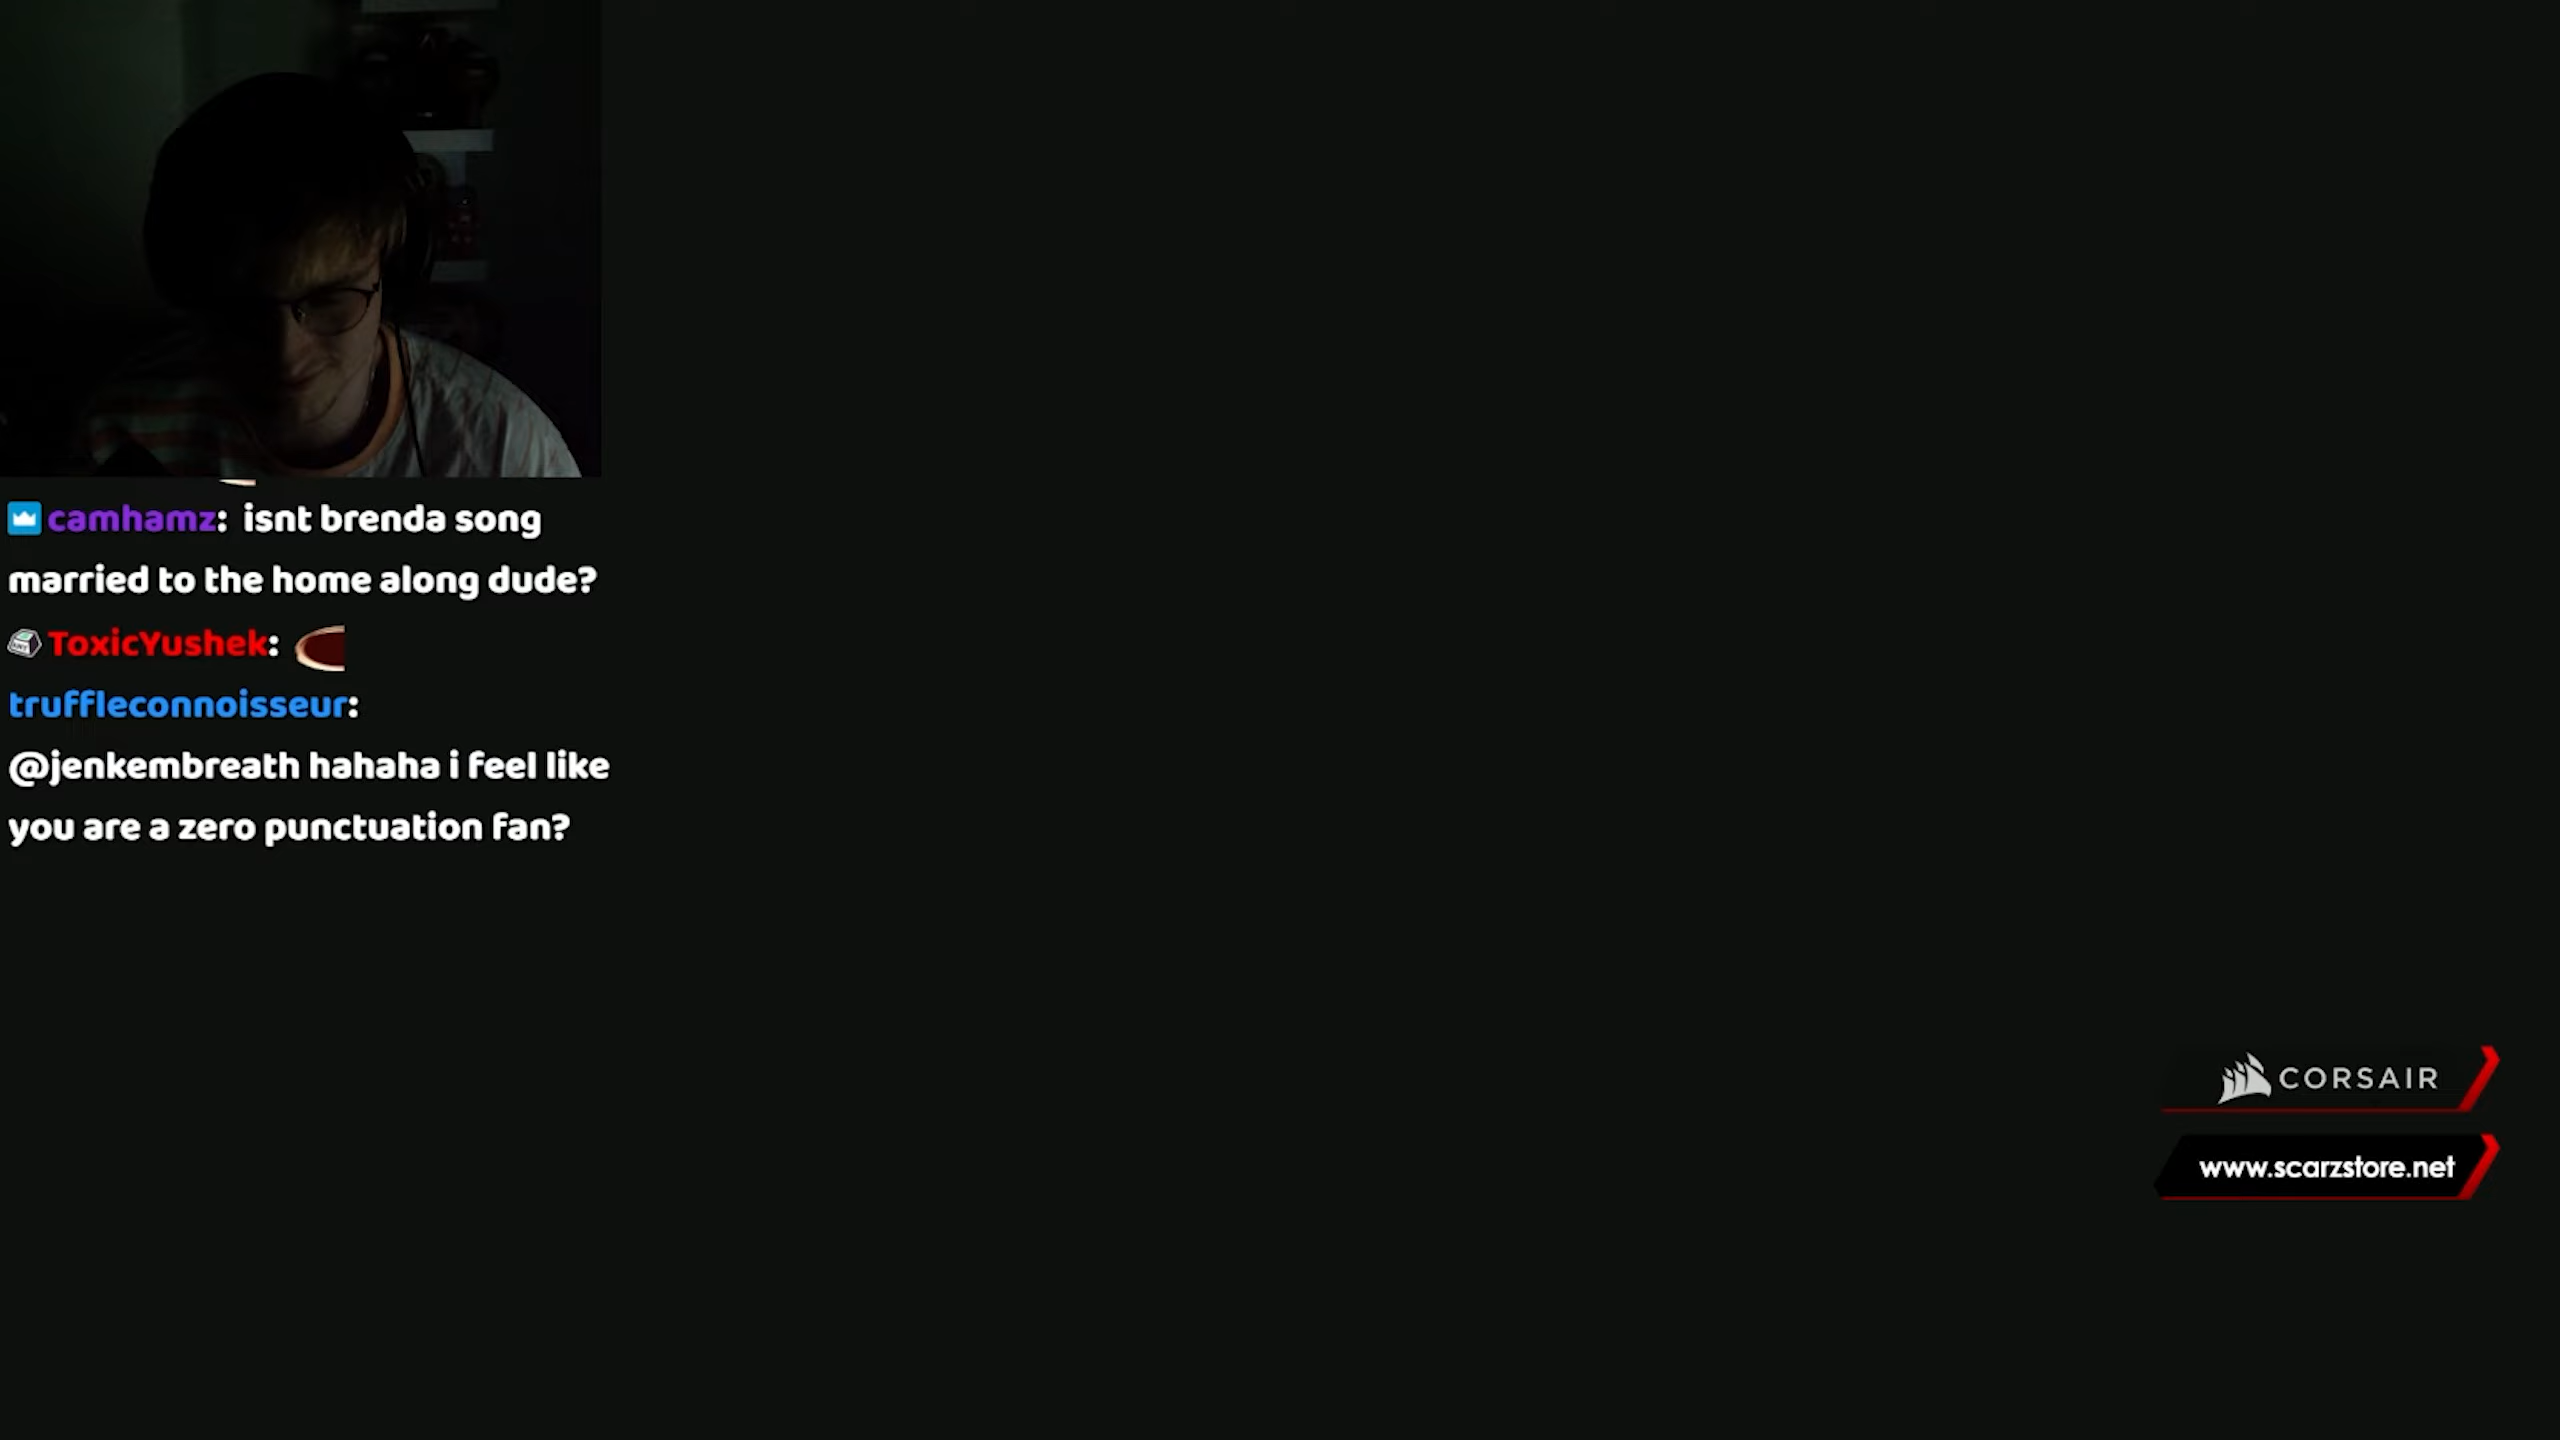 camhamz: isnt brenda song
married to the home along dude?
ToxicYushek:
truffleconnoisseur:
@jenkembreath hahaha i feel like
you are a zero punctuation fan?
CORSAIR
www.scarzstore.net